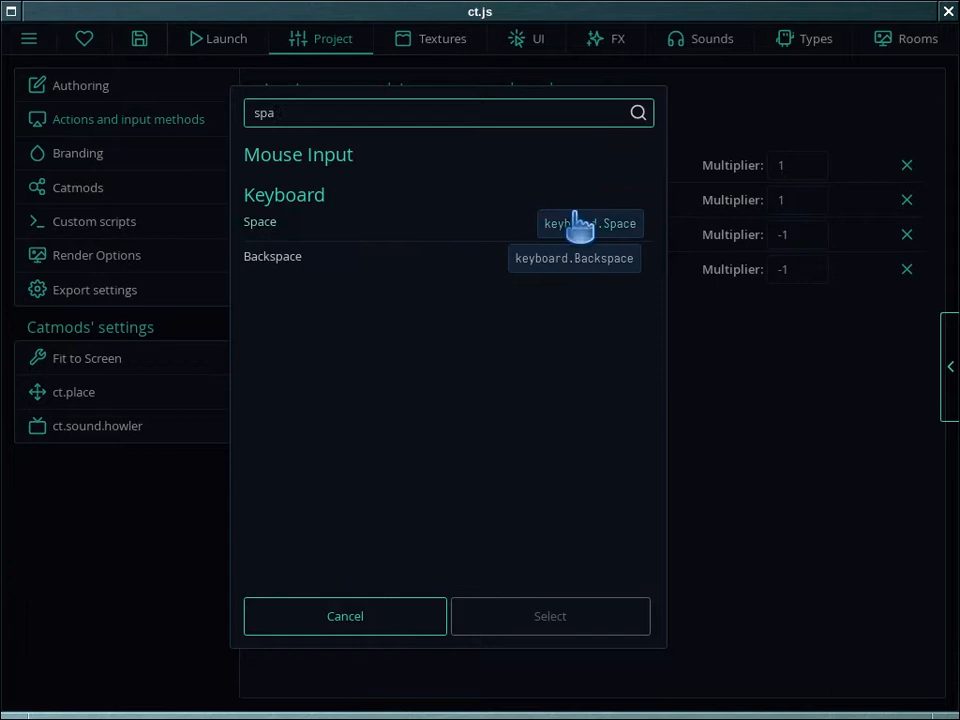 ct.js
Launch
Project
Textures
UI
FX
Sounds
Types
Rooms
Authoring
Actions and input methods
Branding
Catmods
Custom scripts
Render Options
Export settings
Catmods' settings
Fit to Screen
ct.place
ct.sound.howler
spa
Mouse Input
Keyboard
Space
Backspace
keyboard.Backspace
Cancel
Select
Multiplier: 1
Multiplier: 1
Multiplier: -1
Multiplier: -1